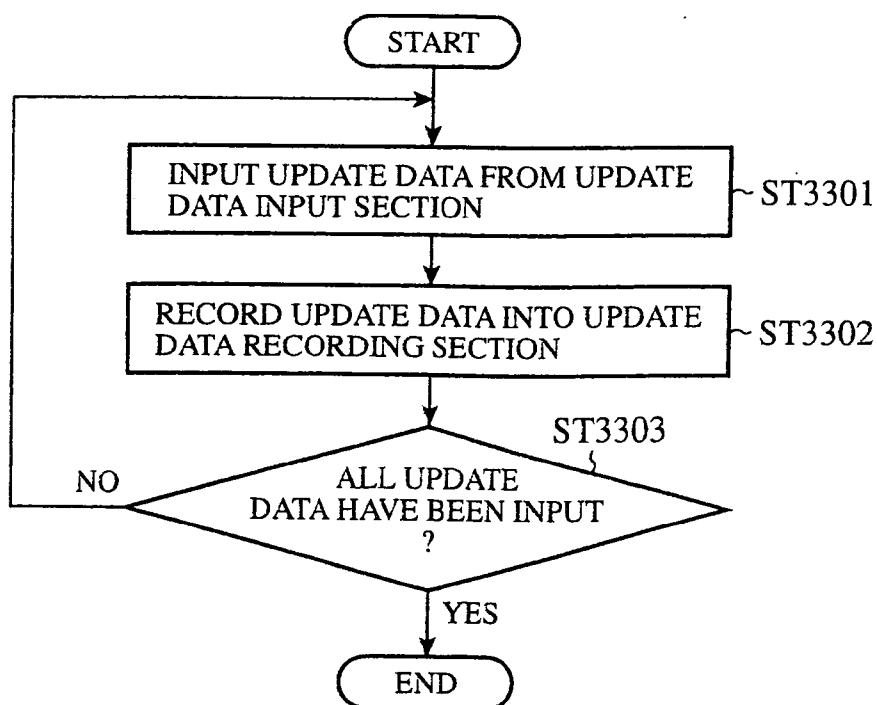 START
INPUT UPDATE DATA FROM UPDATE
DATA INPUT SECTION
ST3301
RECORD UPDATE DATA INTO UPDATE
DATA RECORDING SECTION
ST3302
ST3303
NO
ALL UPDATE
DATA HAVE BEEN INPUT
?
YES
END